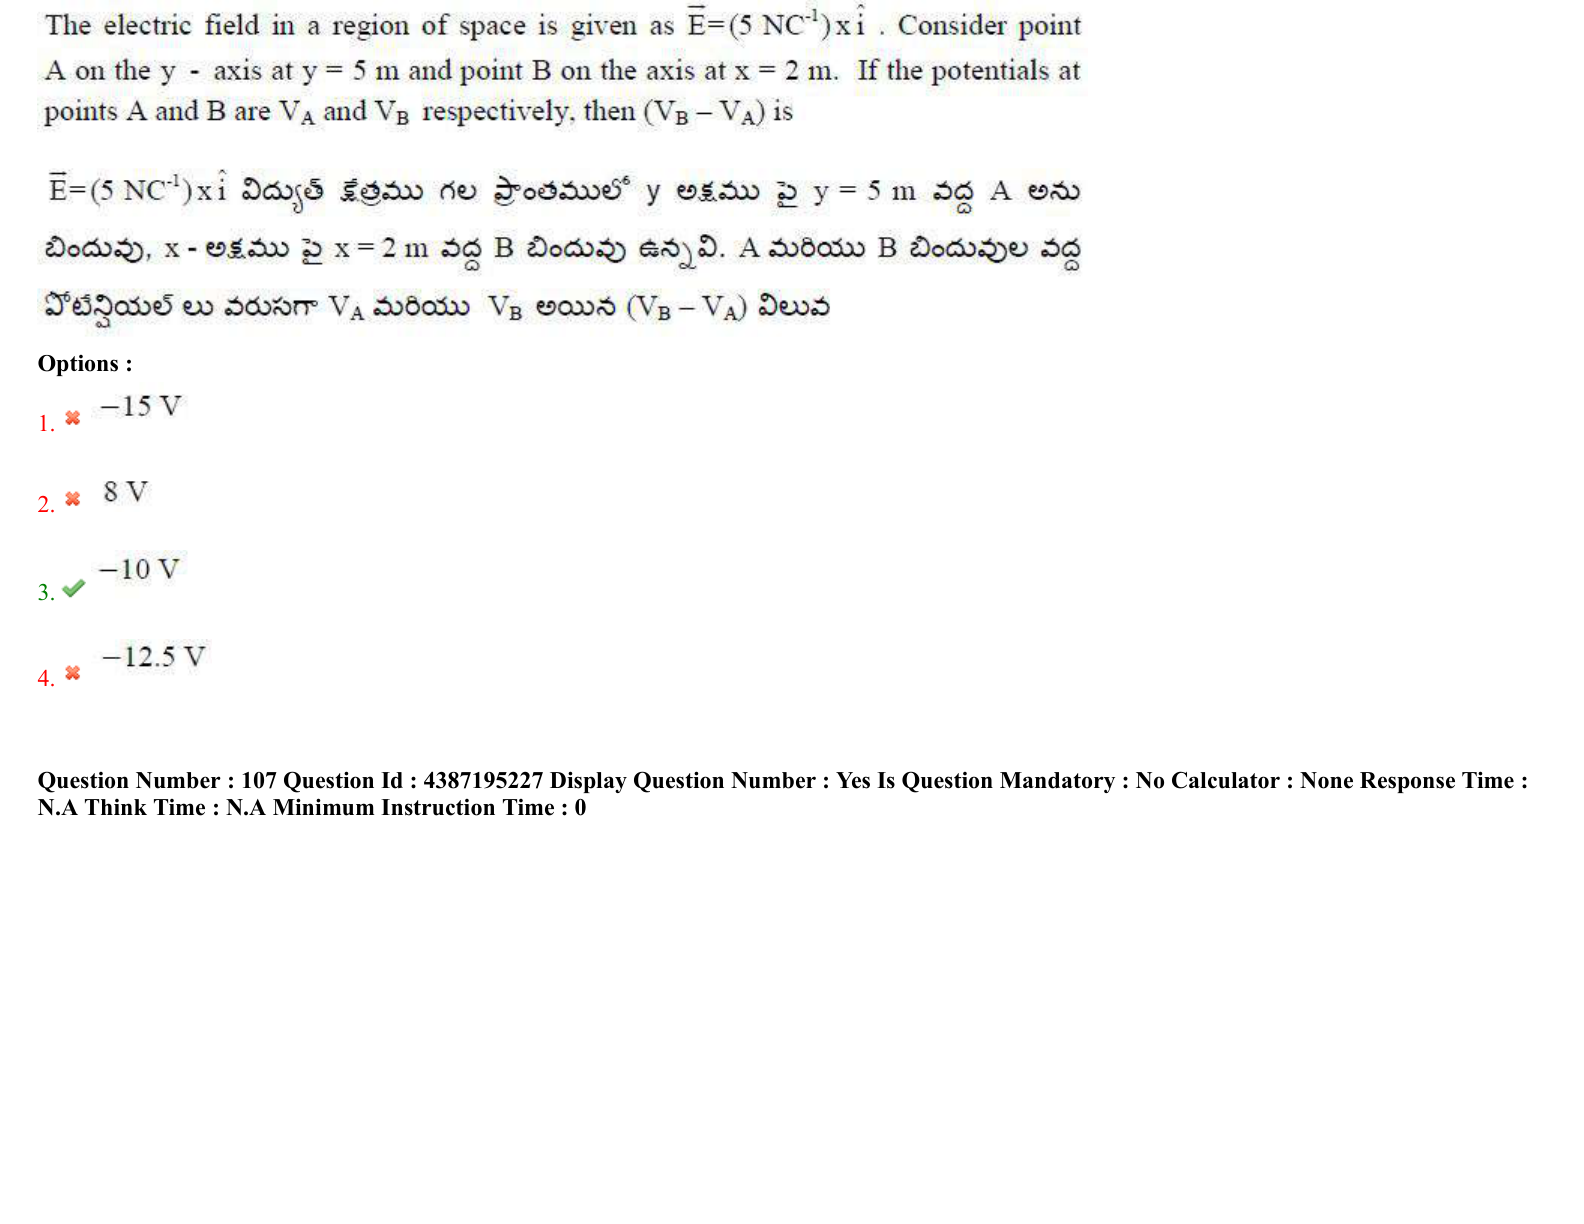 The electric field in a region of space is given as E⃗=(5 NC⁻¹)x î . Consider point
A on the y - axis at y = 5 m and point B on the axis at x = 2 m. If the potentials at
points A and B are V_A and V_B respectively, then (V_B – V_A) is
E⃗=(5 NC⁻¹)x î విద్యుత్ క్షేత్రము గల ప్రాంతములో y అక్షము పై y = 5 m వద్ద A అను
బిందువు, x - అక్షము పై x = 2 m వద్ద B బిందువు ఉన్నవి. A మరియు B బిందువుల వద్ద
పోటేన్షియల్ లు వరుసగా V_A మరియు V_B అయిన (V_B – V_A) విలువ
Options :
1. ✖ –15 V
2. ✖ 8 V
3. ✔ –10 V
4. ✖ –12.5 V
Question Number : 107 Question Id : 4387195227 Display Question Number : Yes Is Question Mandatory : No Calculator : None Response Time :
N.A Think Time : N.A Minimum Instruction Time : 0